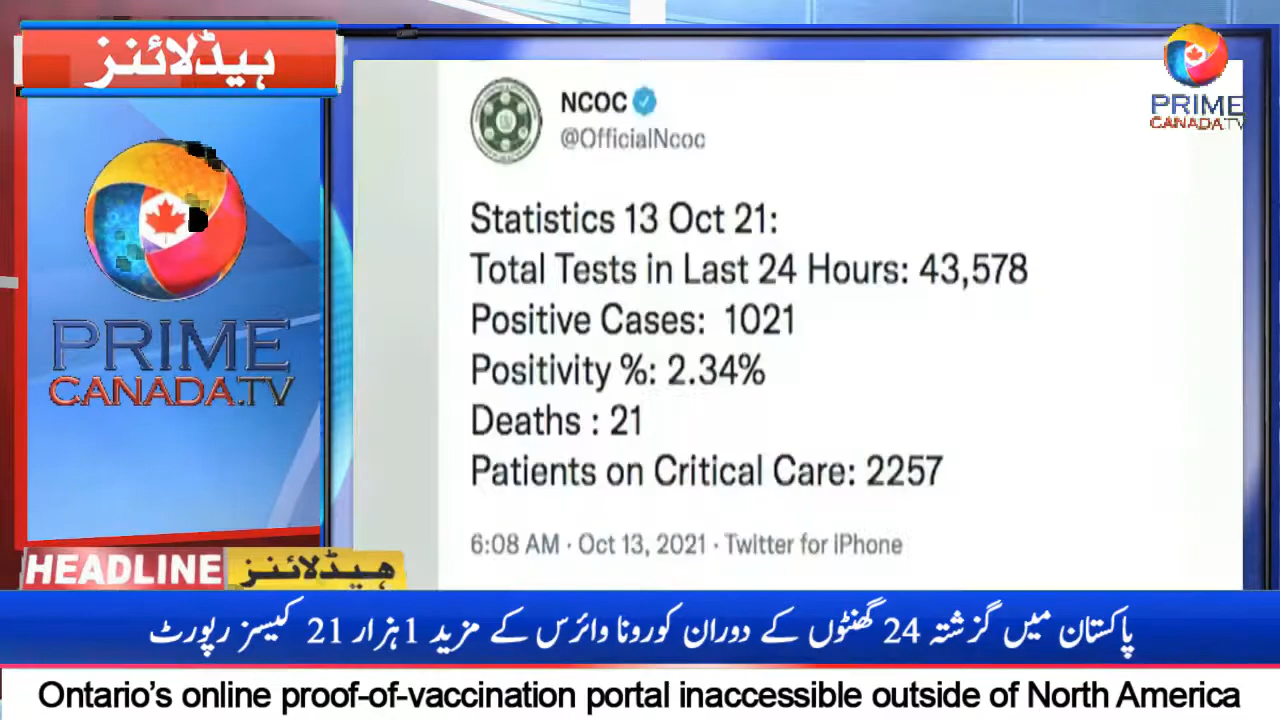 ہیڈلائنز
PRIME
CANADA.TV
NCOC
@OfficialNcoc
Statistics 13 Oct 21:
Total Tests in Last 24 Hours: 43,578
Positive Cases: 1021
Positivity %: 2.34%
Deaths : 21
Patients on Critical Care: 2257
6:08 AM · Oct 13, 2021 · Twitter for iPhone
PRIME
CANADA.TV
HEADLINE ہیڈلائنز
پاکستان میں گزشتہ 24 گھنٹوں کے دوران کورونا وائرس کے مزید 1ہزار 21 کیسز رپورٹ
Ontario's online proof-of-vaccination portal inaccessible outside of North America